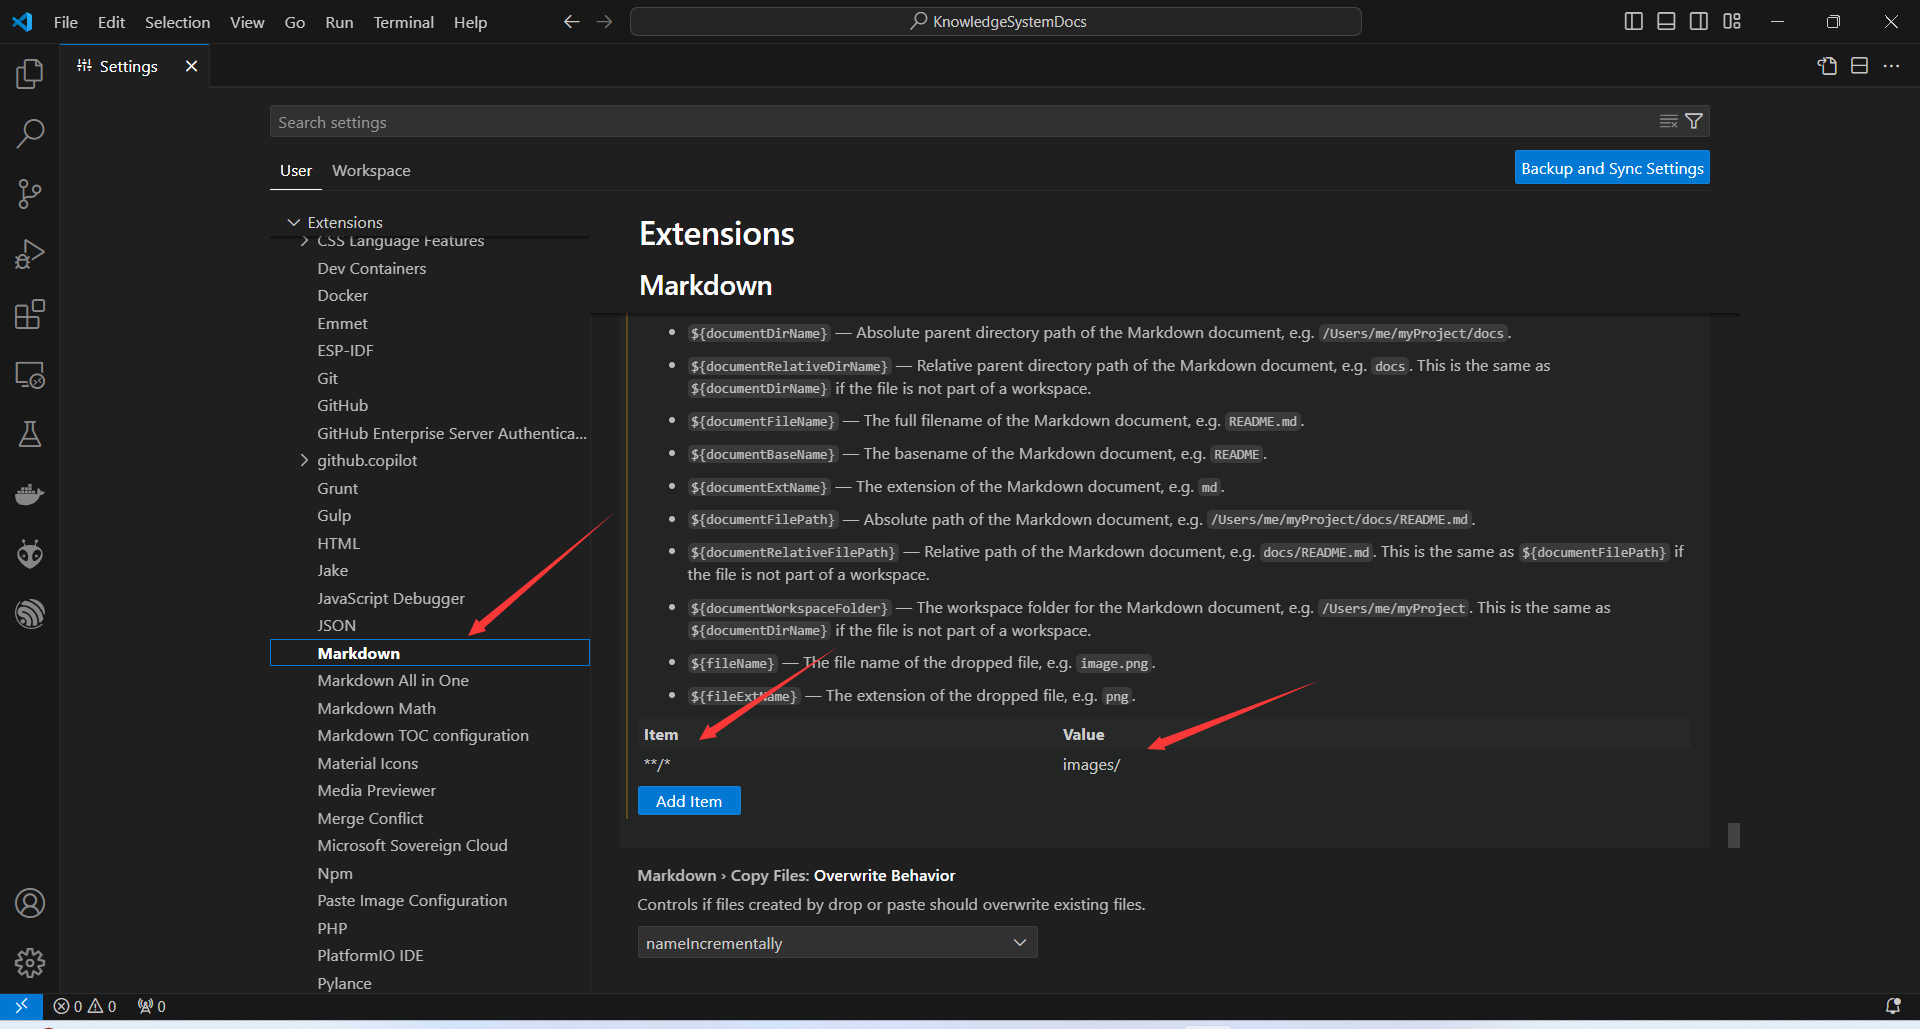 File Edit Selection View Go Run Terminal Help
KnowledgeSystemDocs
Settings
Search settings
User Workspace
Backup and Sync Settings
Extensions
CSS Language Features
Dev Containers
Docker
Emmet
ESP-IDF
Git
GitHub
GitHub Enterprise Server Authentica...
github.copilot
Grunt
Gulp
HTML
Jake
JavaScript Debugger
JSON
Markdown
Markdown All in One
Markdown Math
Markdown TOC configuration
Material Icons
Media Previewer
Merge Conflict
Microsoft Sovereign Cloud
Npm
Paste Image Configuration
PHP
PlatformIO IDE
Pylance
Extensions
Markdown
• ${documentDirName} — Absolute parent directory path of the Markdown document, e.g. /Users/me/myProject/docs.
• ${documentRelativeDirName} — Relative parent directory path of the Markdown document, e.g. docs. This is the same as
${documentDirName} if the file is not part of a workspace.
• ${documentFileName} — The full filename of the Markdown document, e.g. README.md.
• ${documentBaseName} — The basename of the Markdown document, e.g. README.
• ${documentExtName} — The extension of the Markdown document, e.g. md.
• ${documentFilePath} — Absolute path of the Markdown document, e.g. /Users/me/myProject/docs/README.md.
• ${documentRelativeFilePath} — Relative path of the Markdown document, e.g. docs/README.md. This is the same as ${documentFilePath} if
the file is not part of a workspace.
• ${documentWorkspaceFolder} — The workspace folder for the Markdown document, e.g. /Users/me/myProject. This is the same as
${documentDirName} if the file is not part of a workspace.
• ${fileName} — The file name of the dropped file, e.g. image.png.
• ${fileExtName} — The extension of the dropped file, e.g. png.
Item Value
**/* images/
Add Item
Markdown › Copy Files: Overwrite Behavior
Controls if files created by drop or paste should overwrite existing files.
nameIncrementally
0 0 0